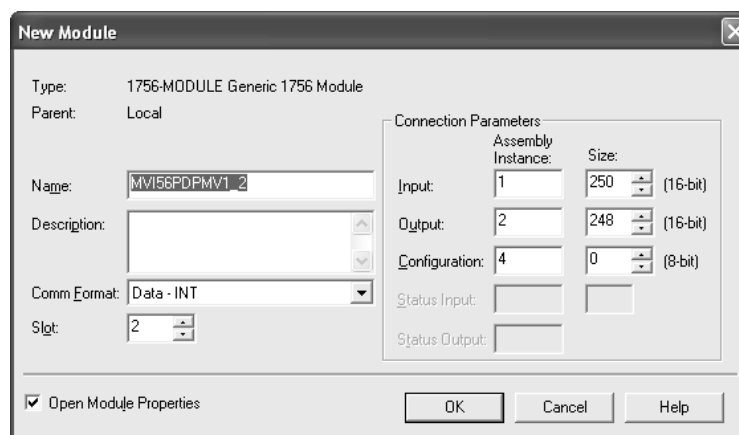 New Module
Type: 1756-MODULE Generic 1756 Module
Parent: Local
Name: MVI56PDPMV1_2
Description:
Comm Format: Data - INT
Slot: 2
Connection Parameters
Assembly
Instance: Size:
Input: 1 250 (16-bit)
Output: 2 248 (16-bit)
Configuration: 4 0 (8-bit)
Status Input:
Status Output:
Open Module Properties
OK Cancel Help